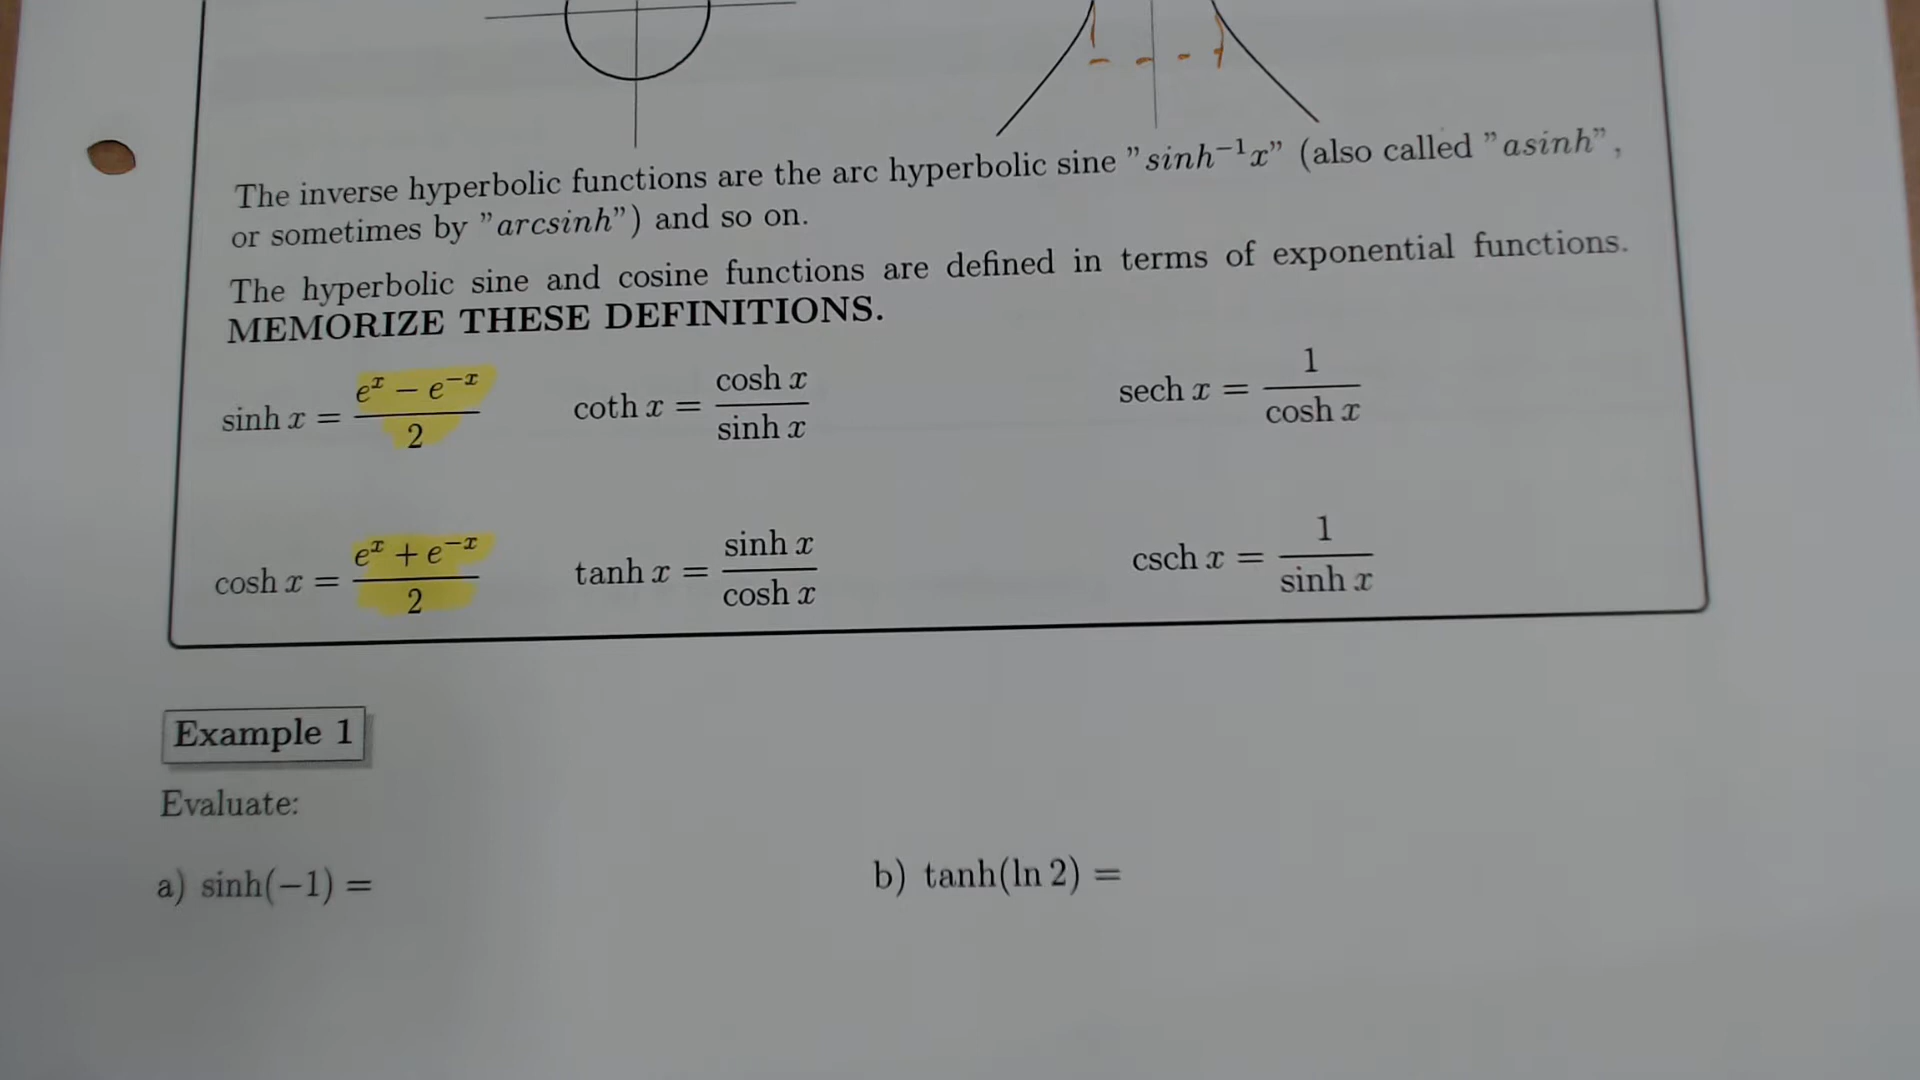 The inverse hyperbolic functions are the arc hyperbolic sine ”sinh⁻¹x” (also called ”asinh”,
or sometimes by ”arcsinh”) and so on.
The hyperbolic sine and cosine functions are defined in terms of exponential functions.
MEMORIZE THESE DEFINITIONS.
sinh x = (eˣ − e⁻ˣ)/2 coth x = cosh x/sinh x sech x = 1/cosh x
cosh x = (eˣ + e⁻ˣ)/2 tanh x = sinh x/cosh x csch x = 1/sinh x
Example 1
Evaluate:
a) sinh(−1) = b) tanh(ln 2) =